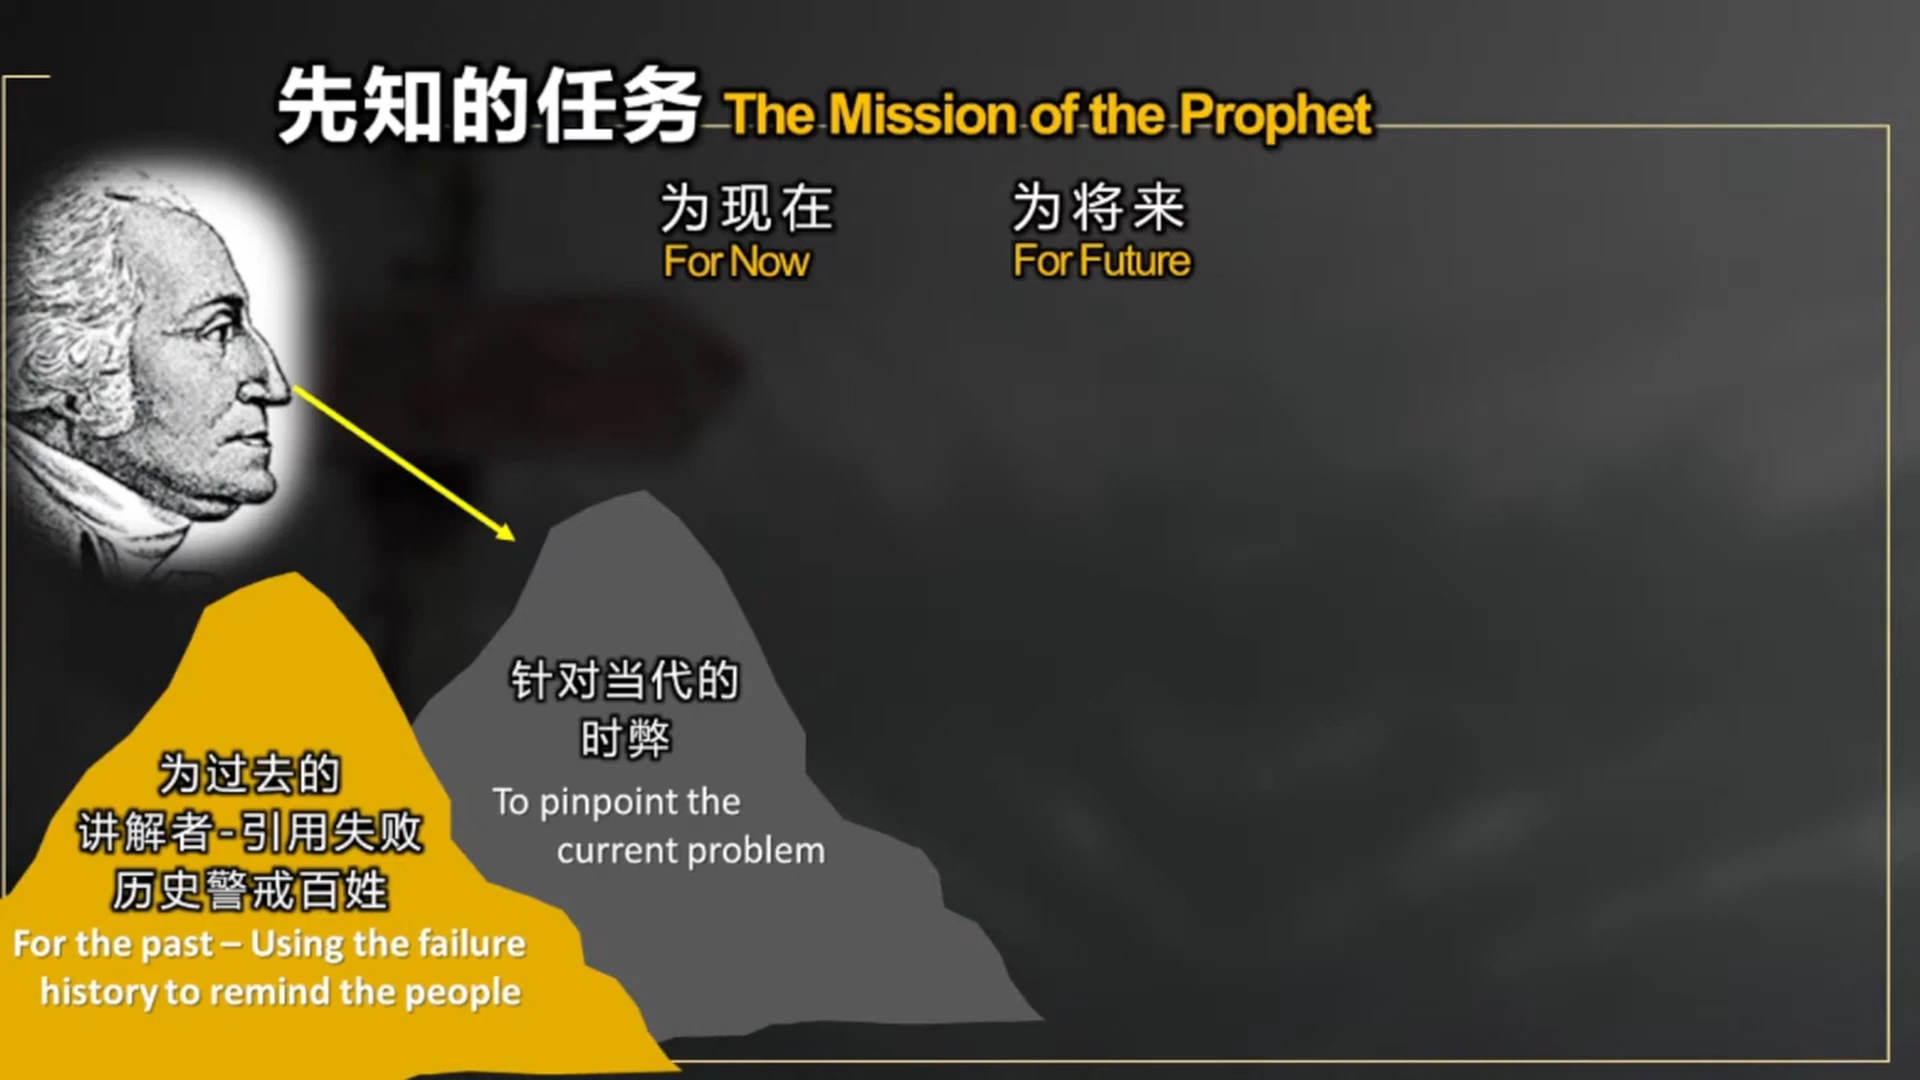 先知的任务 The Mission of the Prophet
为现在
For Now
为将来
For Future
针对当代的
时弊
To pinpoint the
current problem
为过去的
讲解者-引用失败
历史警戒百姓
For the past – Using the failure
history to remind the people